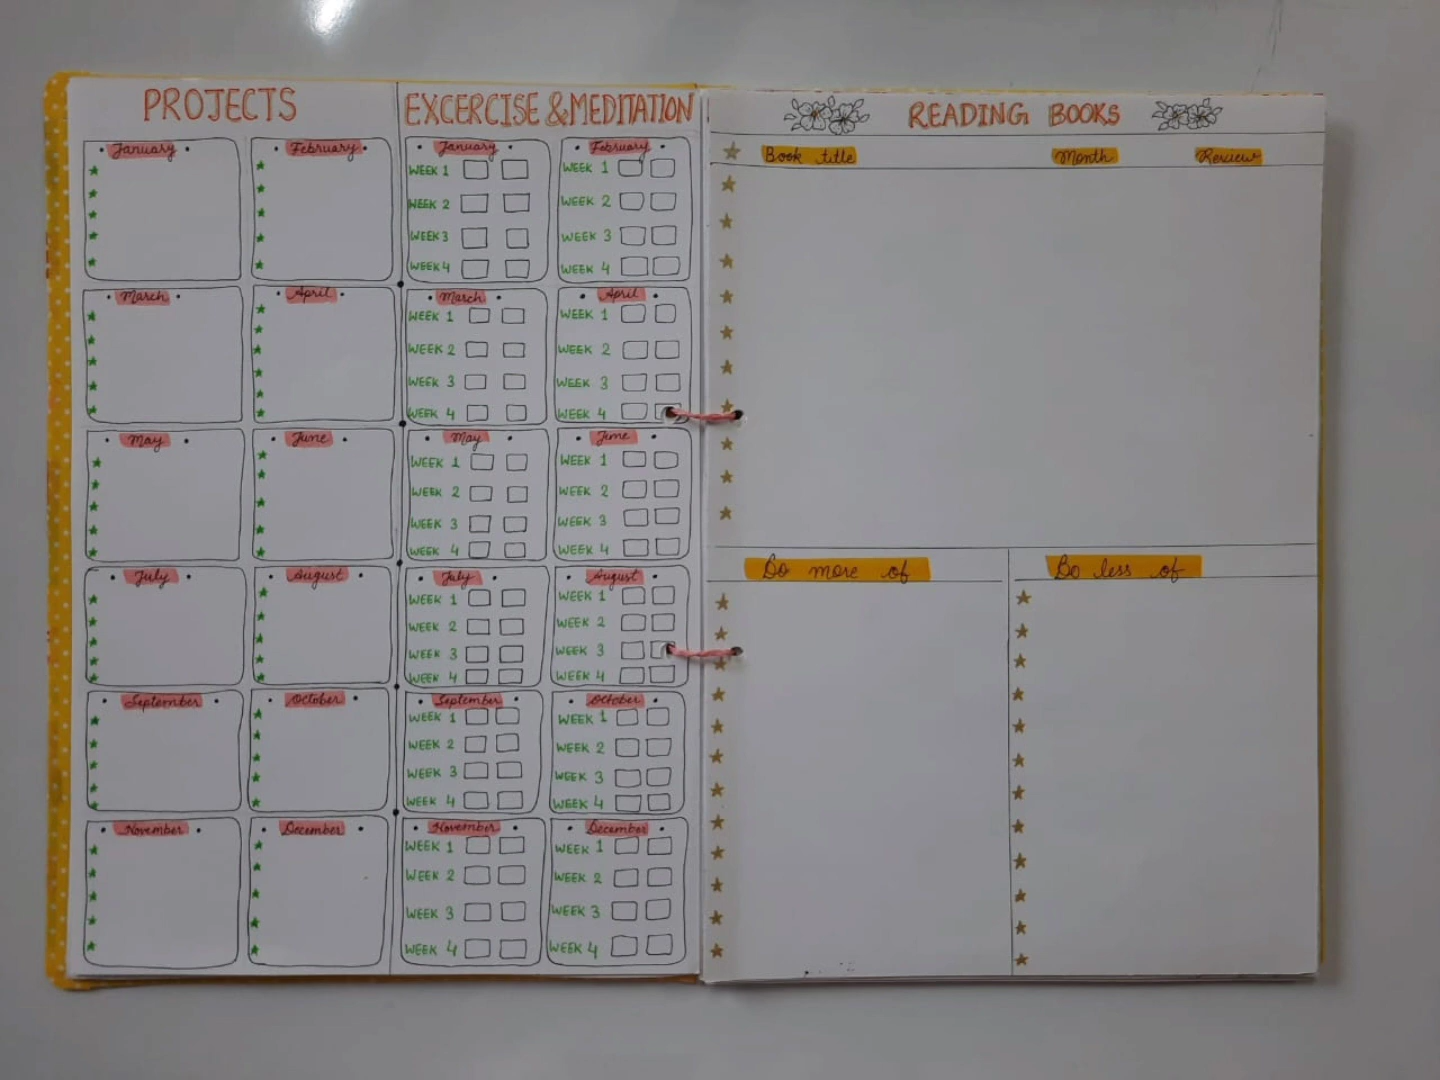 PROJECTS
January
February
March
April
May
June
July
August
September
October
November
December
EXCERCISE & MEDITATION
January
WEEK 1
WEEK 2
WEEK 3
WEEK 4
February
WEEK 1
WEEK 2
WEEK 3
WEEK 4
March
WEEK 1
WEEK 2
WEEK 3
WEEK 4
April
WEEK 1
WEEK 2
WEEK 3
WEEK 4
May
WEEK 1
WEEK 2
WEEK 3
WEEK 4
June
WEEK 1
WEEK 2
WEEK 3
WEEK 4
July
WEEK 1
WEEK 2
WEEK 3
WEEK 4
August
WEEK 1
WEEK 2
WEEK 3
WEEK 4
September
WEEK 1
WEEK 2
WEEK 3
WEEK 4
October
WEEK 1
WEEK 2
WEEK 3
WEEK 4
November
WEEK 1
WEEK 2
WEEK 3
WEEK 4
December
WEEK 1
WEEK 2
WEEK 3
WEEK 4
READING BOOKS
Book title Month Review
Do more of
Do less of